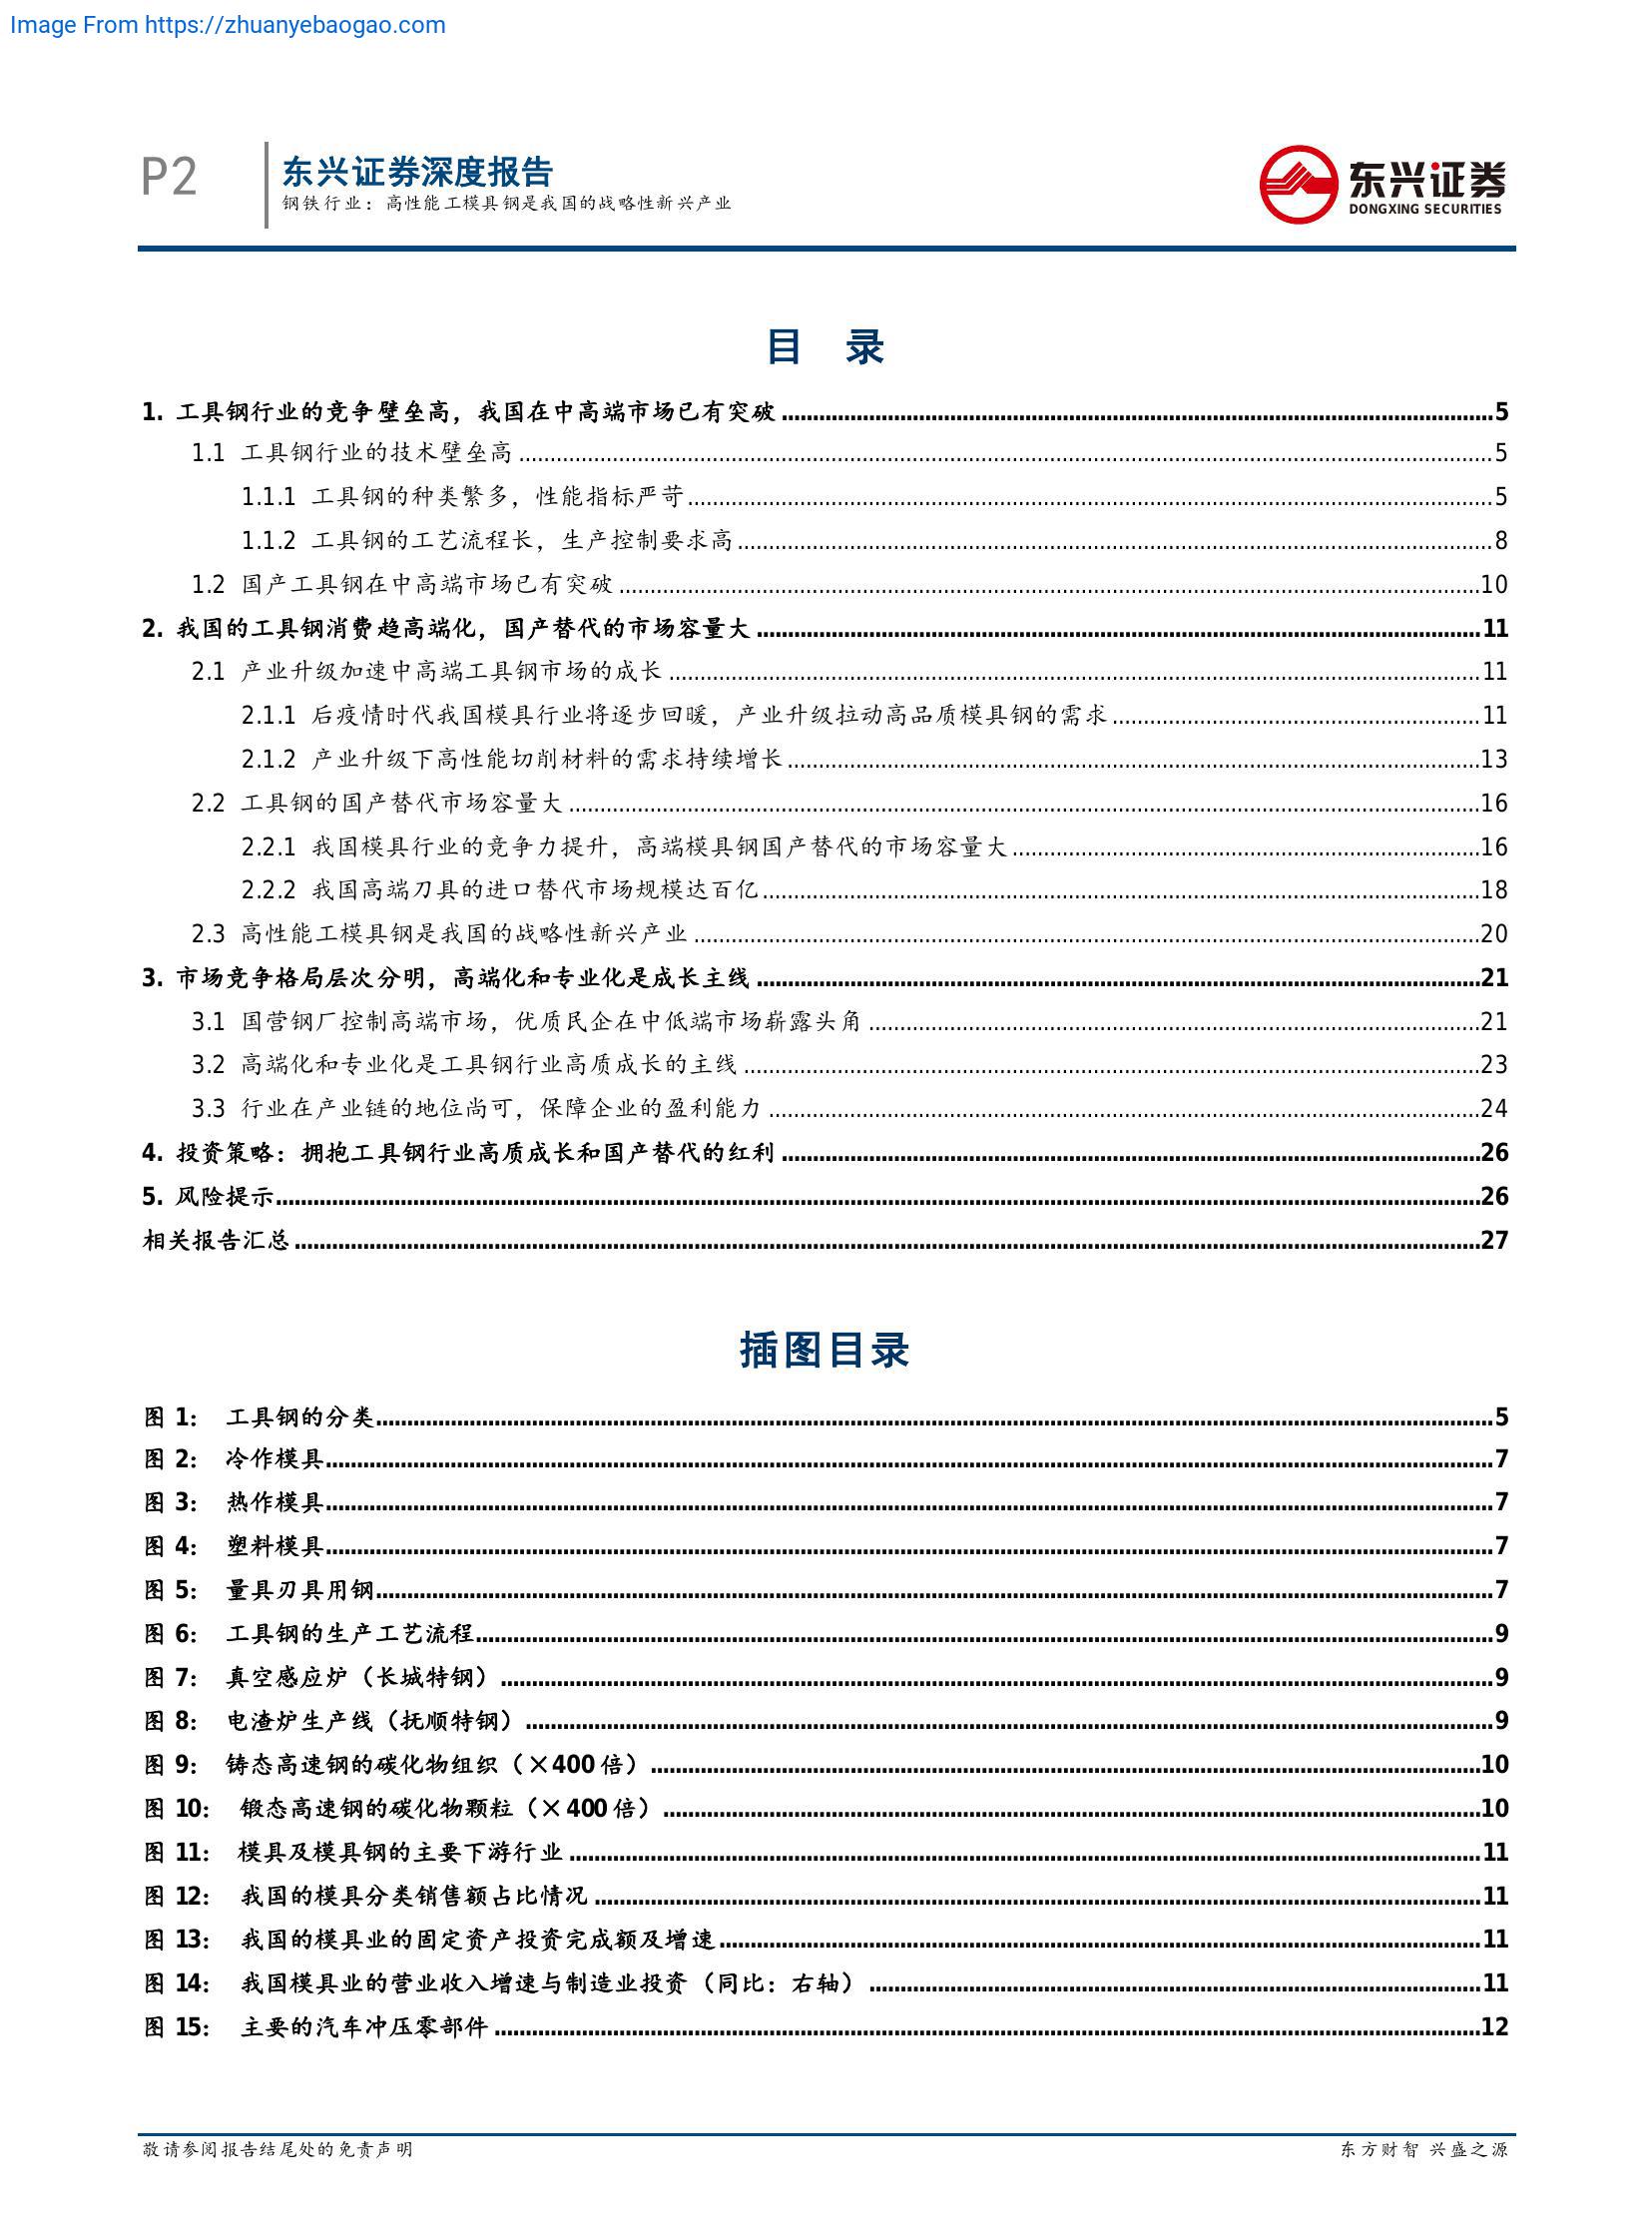 Image From https://zhuanyebaogao.com
P2
东兴证券深度报告
钢铁行业：高性能工模具钢是我国的战略性新兴产业
东兴证券
DONGXING SECURITIES
目 录
1. 工具钢行业的竞争壁垒高，我国在中高端市场已有突破 5
1.1 工具钢行业的技术壁垒高 5
1.1.1 工具钢的种类繁多，性能指标严苛 5
1.1.2 工具钢的工艺流程长，生产控制要求高 8
1.2 国产工具钢在中高端市场已有突破 10
2. 我国的工具钢消费趋高端化，国产替代的市场容量大 11
2.1 产业升级加速中高端工具钢市场的成长 11
2.1.1 后疫情时代我国模具行业将逐步回暖，产业升级拉动高品质模具钢的需求 11
2.1.2 产业升级下高性能切削材料的需求持续增长 13
2.2 工具钢的国产替代市场容量大 16
2.2.1 我国模具行业的竞争力提升，高端模具钢国产替代的市场容量大 16
2.2.2 我国高端刀具的进口替代市场规模达百亿 18
2.3 高性能工模具钢是我国的战略性新兴产业 20
3. 市场竞争格局层次分明，高端化和专业化是成长主线 21
3.1 国营钢厂控制高端市场，优质民企在中低端市场崭露头角 21
3.2 高端化和专业化是工具钢行业高质成长的主线 23
3.3 行业在产业链的地位尚可，保障企业的盈利能力 24
4. 投资策略：拥抱工具钢行业高质成长和国产替代的红利 26
5. 风险提示 26
相关报告汇总 27
插图目录
图 1： 工具钢的分类 5
图 2： 冷作模具 7
图 3： 热作模具 7
图 4： 塑料模具 7
图 5： 量具刃具用钢 7
图 6： 工具钢的生产工艺流程 9
图 7： 真空感应炉（长城特钢） 9
图 8： 电渣炉生产线（抚顺特钢） 9
图 9： 铸态高速钢的碳化物组织（×400 倍） 10
图 10： 锻态高速钢的碳化物颗粒（×400 倍） 10
图 11： 模具及模具钢的主要下游行业 11
图 12： 我国的模具分类销售额占比情况 11
图 13： 我国的模具业的固定资产投资完成额及增速 11
图 14： 我国模具业的营业收入增速与制造业投资（同比：右轴） 11
图 15： 主要的汽车冲压零部件 12
敬请参阅报告结尾处的免责声明
东方财智 兴盛之源